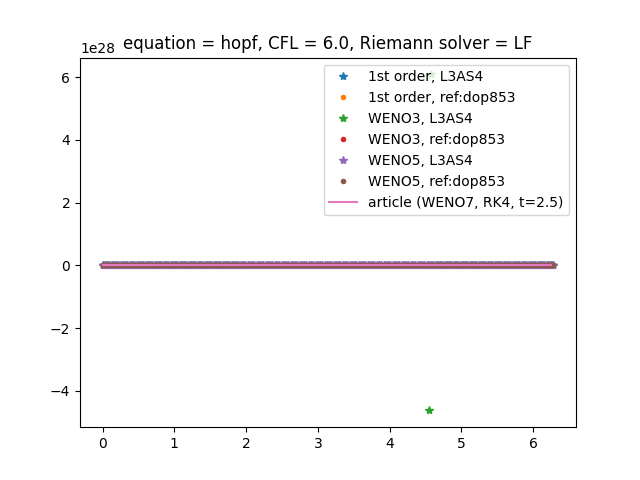 equation = hopf, CFL = 6.0, Riemann solver = LF
1e28
6
4
2
0
−2
−4
0 1 2 3 4 5 6
1st order, L3AS4
1st order, ref:dop853
WENO3, L3AS4
WENO3, ref:dop853
WENO5, L3AS4
WENO5, ref:dop853
article (WENO7, RK4, t=2.5)